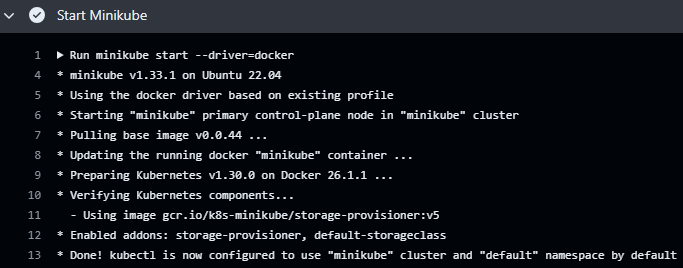 Start Minikube
1 Run minikube start --driver=docker
4 * minikube v1.33.1 on Ubuntu 22.04
5 * Using the docker driver based on existing profile
6 * Starting "minikube" primary control-plane node in "minikube" cluster
7 * Pulling base image v0.0.44 ...
8 * Updating the running docker "minikube" container ...
9 * Preparing Kubernetes v1.30.0 on Docker 26.1.1 ...
10 * Verifying Kubernetes components...
11 - Using image gcr.io/k8s-minikube/storage-provisioner:v5
12 * Enabled addons: storage-provisioner, default-storageclass
13 * Done! kubectl is now configured to use "minikube" cluster and "default" namespace by default